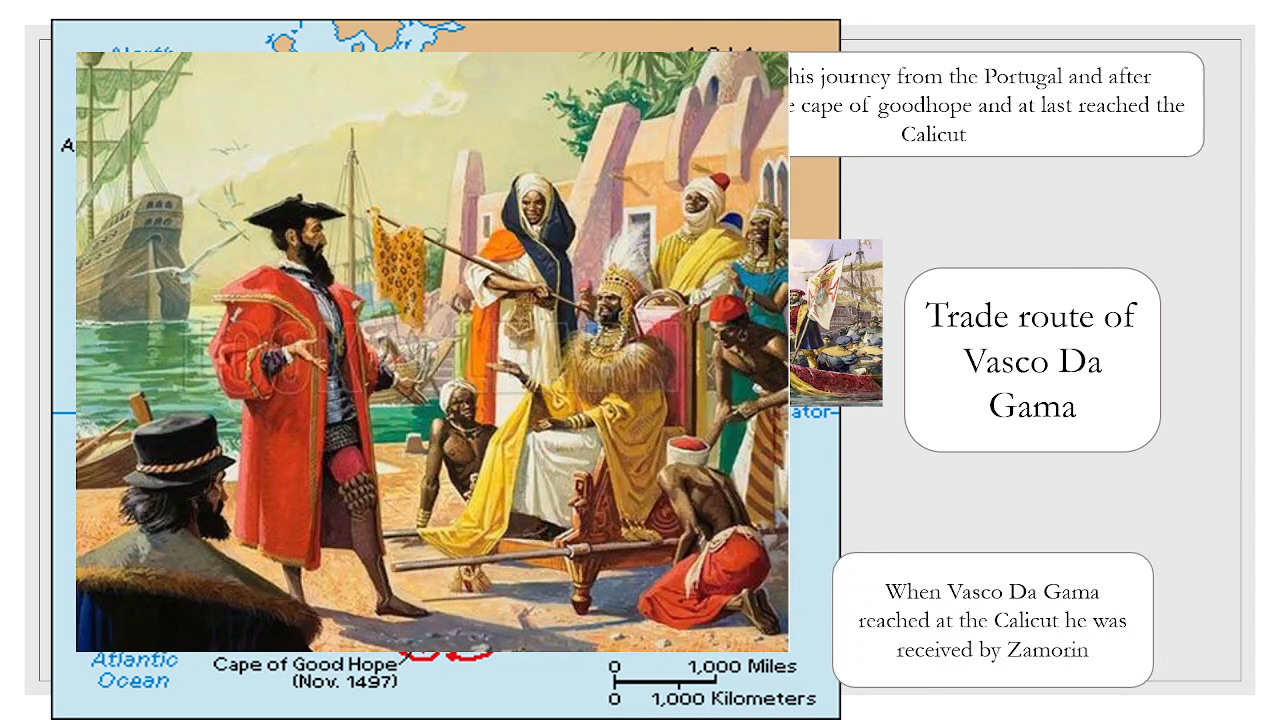 his journey from the Portugal and after
cape of goodhope and at last reached the
Calicut
Trade route of
Vasco Da
Gama
When Vasco Da Gama
reached at the Calicut he was
received by Zamorin
Atlantic
Ocean
Cape of Good Hope
(Nov. 1497)
0 1,000 Miles
0 1,000 Kilometers